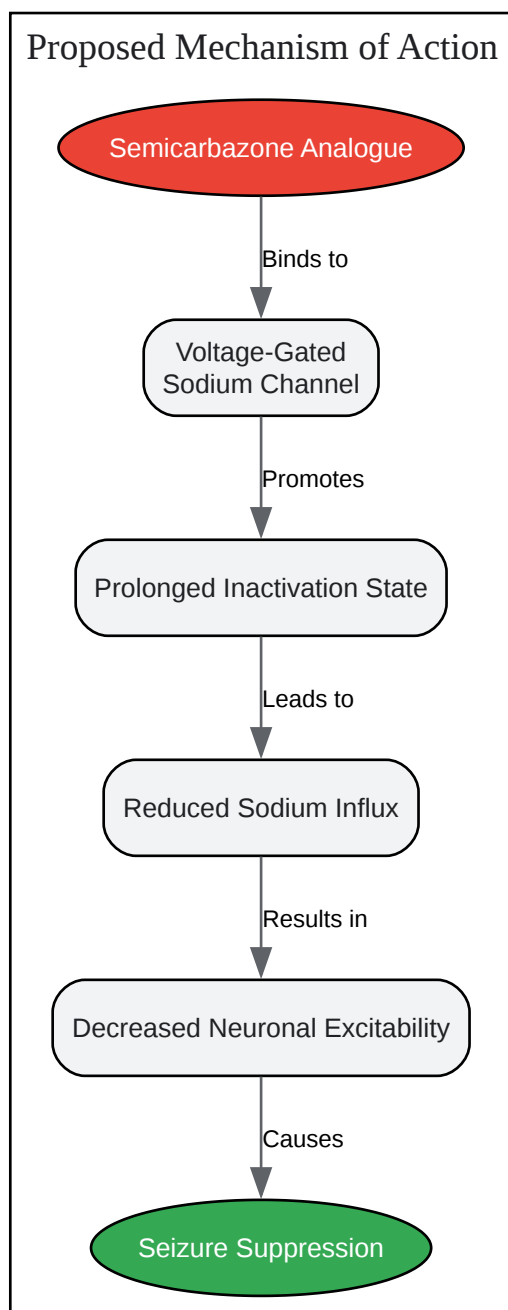 Proposed Mechanism of Action
Semicarbazone Analogue
Binds to
Voltage-Gated
Sodium Channel
Promotes
Prolonged Inactivation State
Leads to
Reduced Sodium Influx
Results in
Decreased Neuronal Excitability
Causes
Seizure Suppression